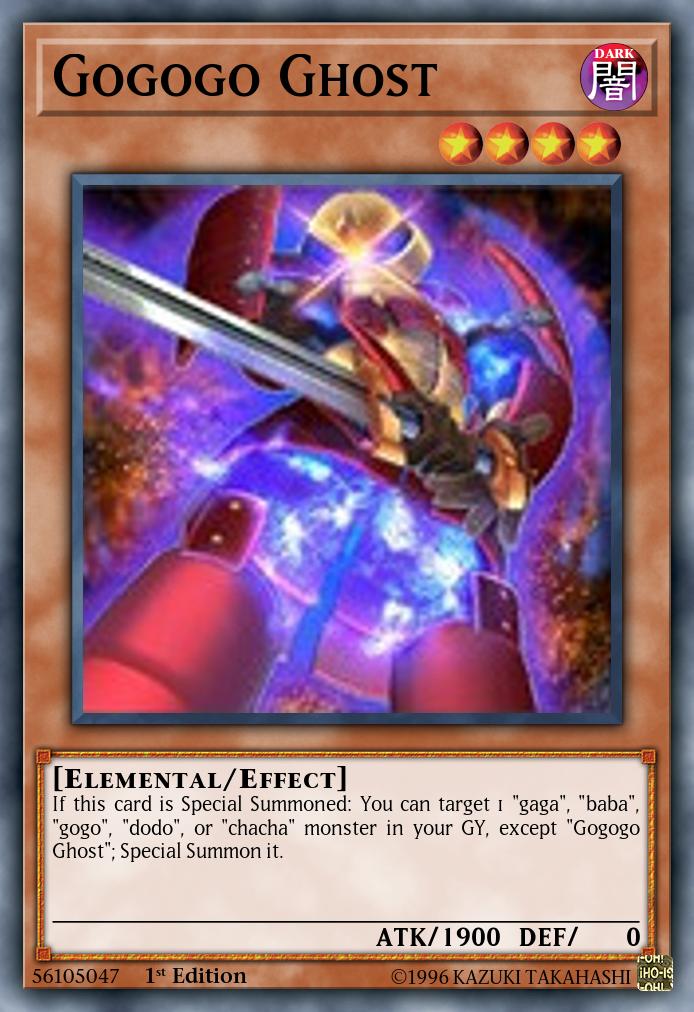 Gogogo Ghost
DARK
闇
[Elemental/Effect]
If this card is Special Summoned: You can target 1 "gaga", "baba",
"gogo", "dodo", or "chacha" monster in your GY, except "Gogogo
Ghost"; Special Summon it.
ATK/1900 DEF/ 0
56105047 1st Edition ©1996 KAZUKI TAKAHASHI